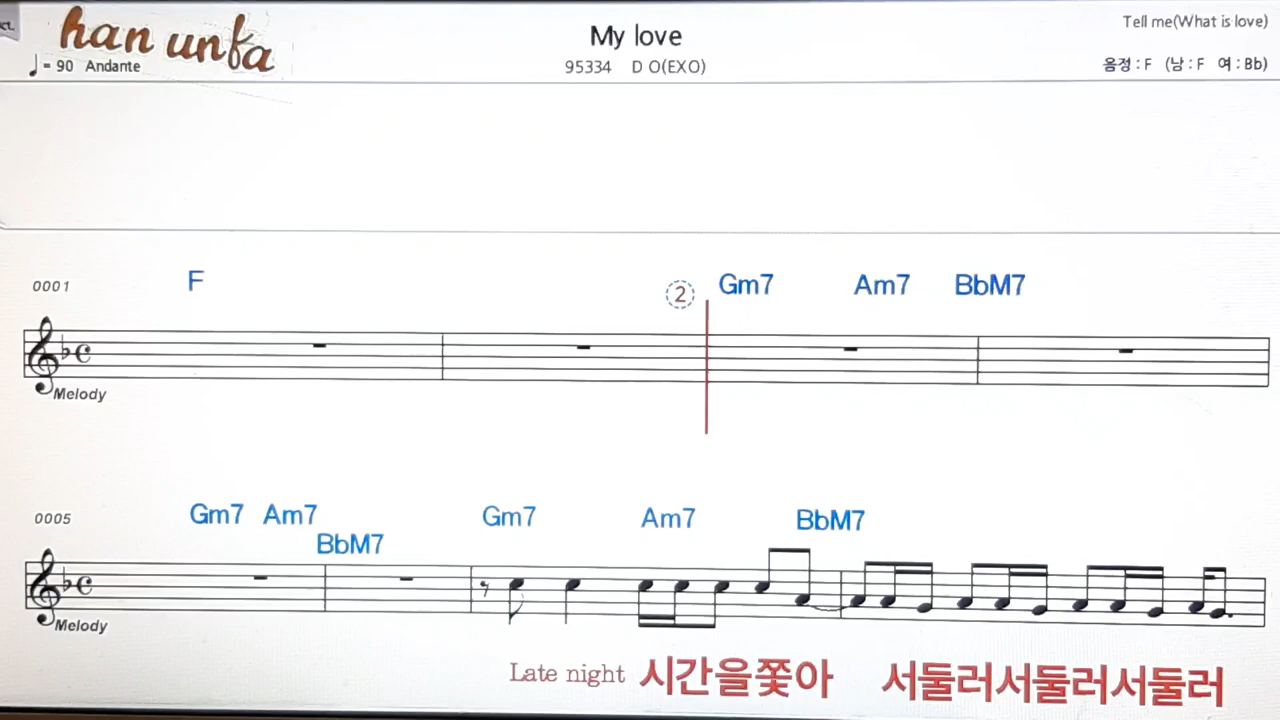 ct.
han unfa
My love
Tell me(What is love)
♩= 90 Andante
95334 D O(EXO)
음정 : F (남 : F 여 : Bb)
0001
F
②
Gm7 Am7 BbM7
Melody
0005
Gm7 Am7
BbM7
Gm7 Am7 BbM7
Melody
Late night 시간을쫓아 서둘러서둘러서둘러